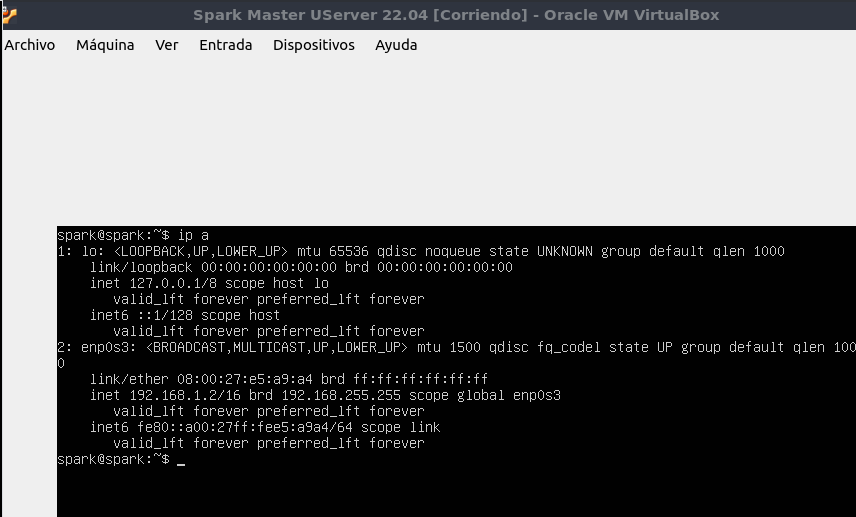 Spark Master UServer 22.04 [Corriendo] - Oracle VM VirtualBox
Archivo Máquina Ver Entrada Dispositivos Ayuda
spark@spark:~$ ip a
1: lo: <LOOPBACK,UP,LOWER_UP> mtu 65536 qdisc noqueue state UNKNOWN group default qlen 1000
    link/loopback 00:00:00:00:00:00 brd 00:00:00:00:00:00
    inet 127.0.0.1/8 scope host lo
       valid_lft forever preferred_lft forever
    inet6 ::1/128 scope host
       valid_lft forever preferred_lft forever
2: enp0s3: <BROADCAST,MULTICAST,UP,LOWER_UP> mtu 1500 qdisc fq_codel state UP group default qlen 100
0
    link/ether 08:00:27:e5:a9:a4 brd ff:ff:ff:ff:ff:ff
    inet 192.168.1.2/16 brd 192.168.255.255 scope global enp0s3
       valid_lft forever preferred_lft forever
    inet6 fe80::a00:27ff:fee5:a9a4/64 scope link
       valid_lft forever preferred_lft forever
spark@spark:~$ _